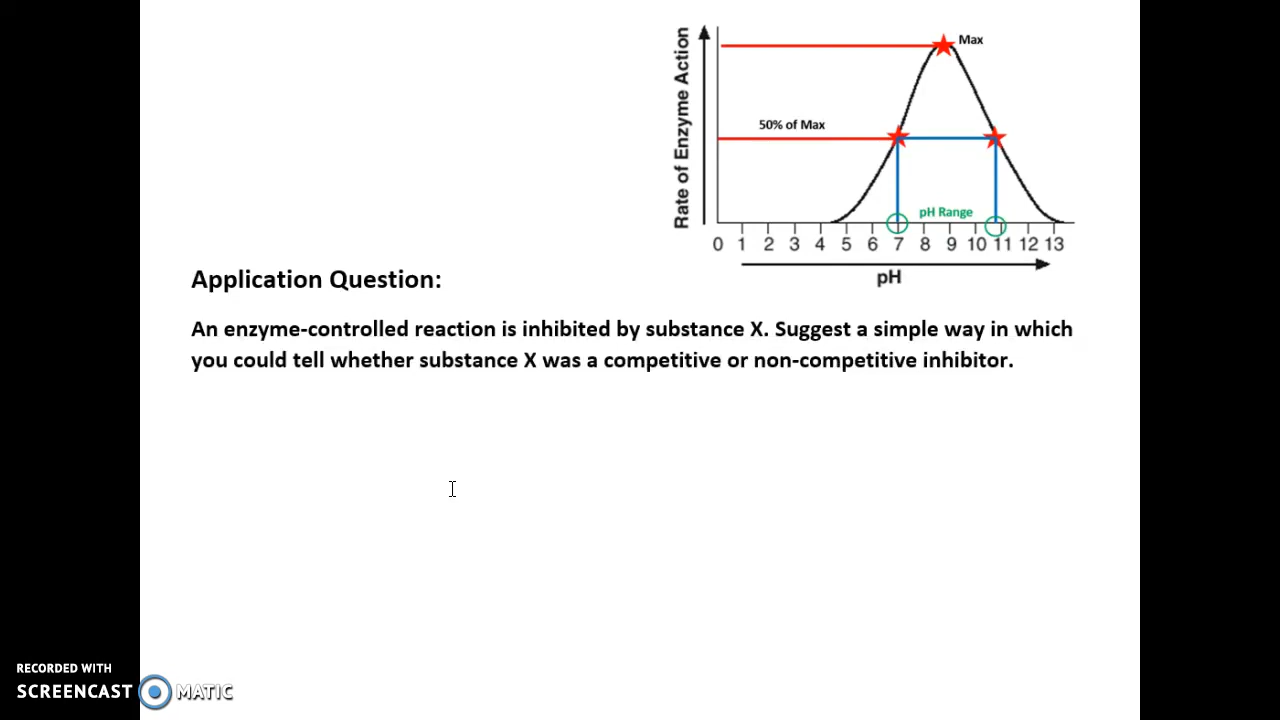 Rate of Enzyme Action
Max
50% of Max
pH Range
0 1 2 3 4 5 6 7 8 9 10 11 12 13
pH
Application Question:
An enzyme-controlled reaction is inhibited by substance X. Suggest a simple way in which
you could tell whether substance X was a competitive or non-competitive inhibitor.
RECORDED WITH
SCREENCAST MATIC